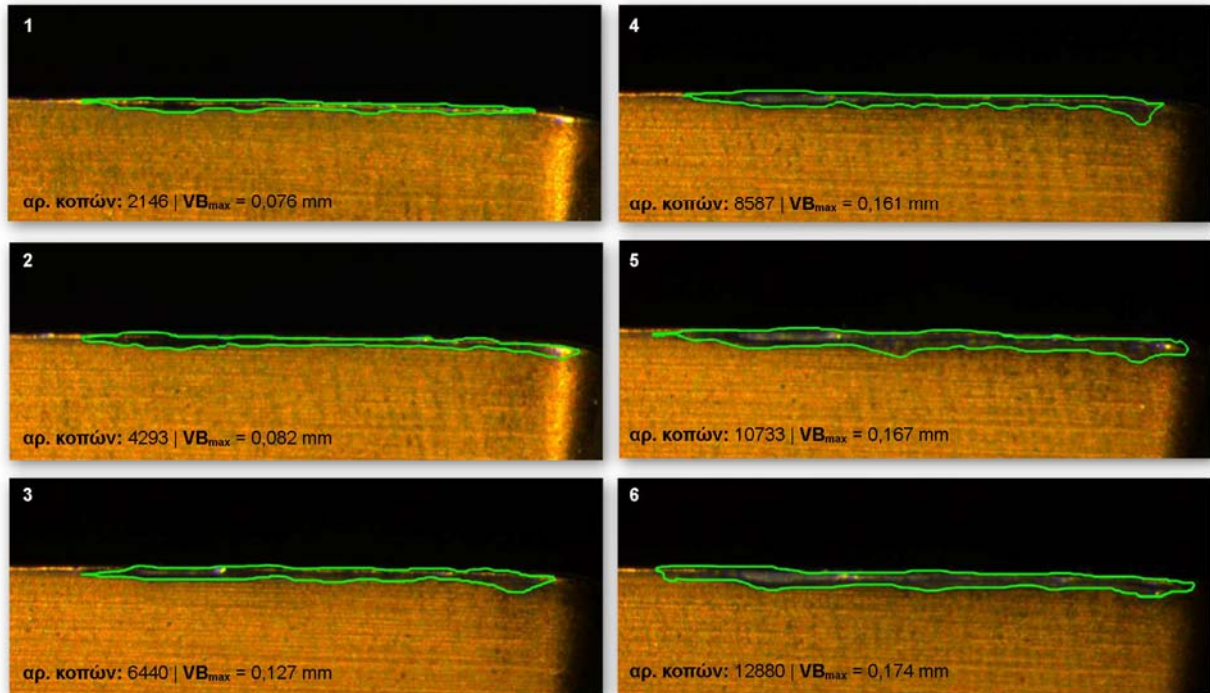 1
αρ. κοπών: 2146 | VBmax = 0,076 mm
2
αρ. κοπών: 4293 | VBmax = 0,082 mm
3
αρ. κοπών: 6440 | VBmax = 0,127 mm
4
αρ. κοπών: 8587 | VBmax = 0,161 mm
5
αρ. κοπών: 10733 | VBmax = 0,167 mm
6
αρ. κοπών: 12880 | VBmax = 0,174 mm